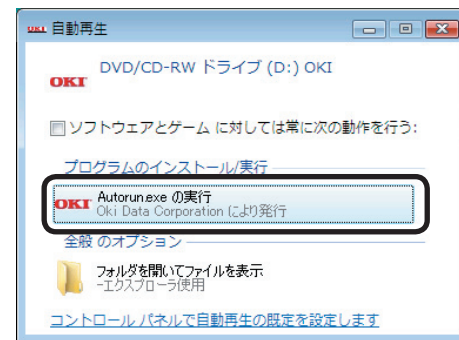 OKI 自動再生
DVD/CD-RW ドライブ (D:) OKI
OKI
ソフトウェアとゲーム に対しては常に次の動作を行う:
プログラムのインストール/実行
OKI Autorun.exe の実行
Oki Data Corporation により発行
全般 のオプション
フォルダを開いてファイルを表示
-エクスプローラ使用
コントロール パネルで自動再生の既定を設定します